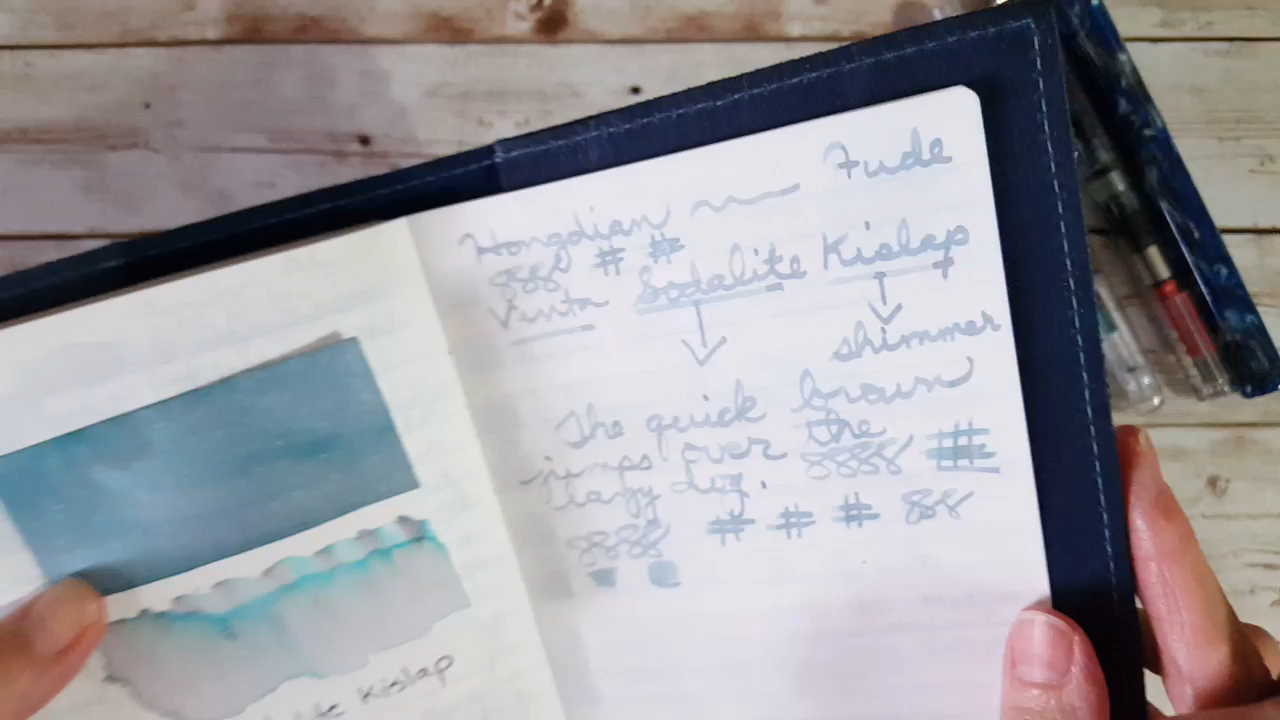 Hongdian ~ Fude
888 # #
Vinta Sodalite Kislap
shimmer
The quick brown
jumps over the 8888 #
lazy dog.
8888 # # # 88
Kislap